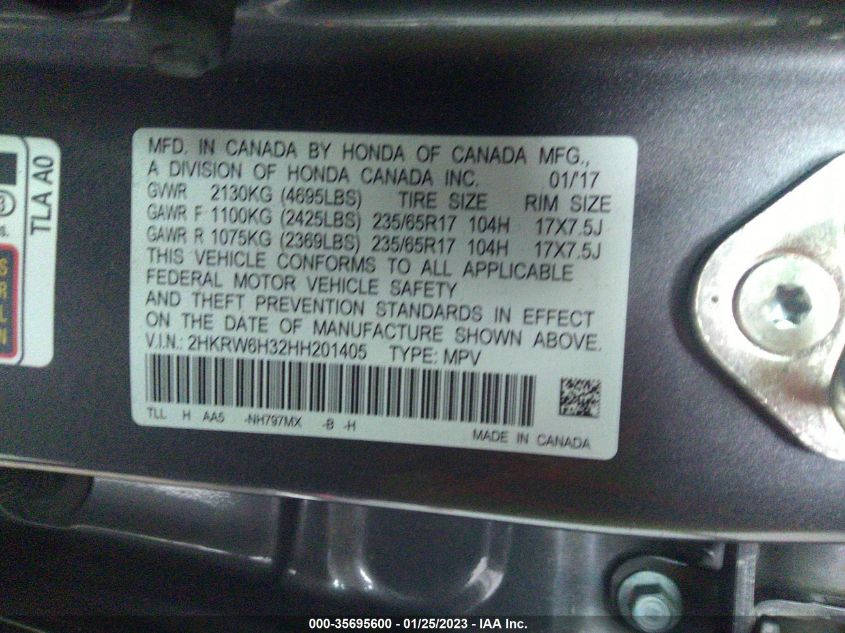 MFD. IN CANADA BY HONDA OF CANADA MFG.,
A DIVISION OF HONDA CANADA INC. 01/'17
GVWR 2130KG (4695LBS) TIRE SIZE RIM SIZE
GAWR F 1100KG (2425LBS) 235/65R17 104H 17X7.5J
GAWR R 1075KG (2369LBS) 235/65R17 104H 17X7.5J
THIS VEHICLE CONFORMS TO ALL APPLICABLE
FEDERAL MOTOR VEHICLE SAFETY
AND THEFT PREVENTION STANDARDS IN EFFECT
ON THE DATE OF MANUFACTURE SHOWN ABOVE.
V.I.N.: 2HKRW6H32HH201405 TYPE: MPV
TLL H AA5 -NH797MX -B -H
MADE IN CANADA
TLA A0
000-35695600 - 01/25/2023 - IAA Inc.